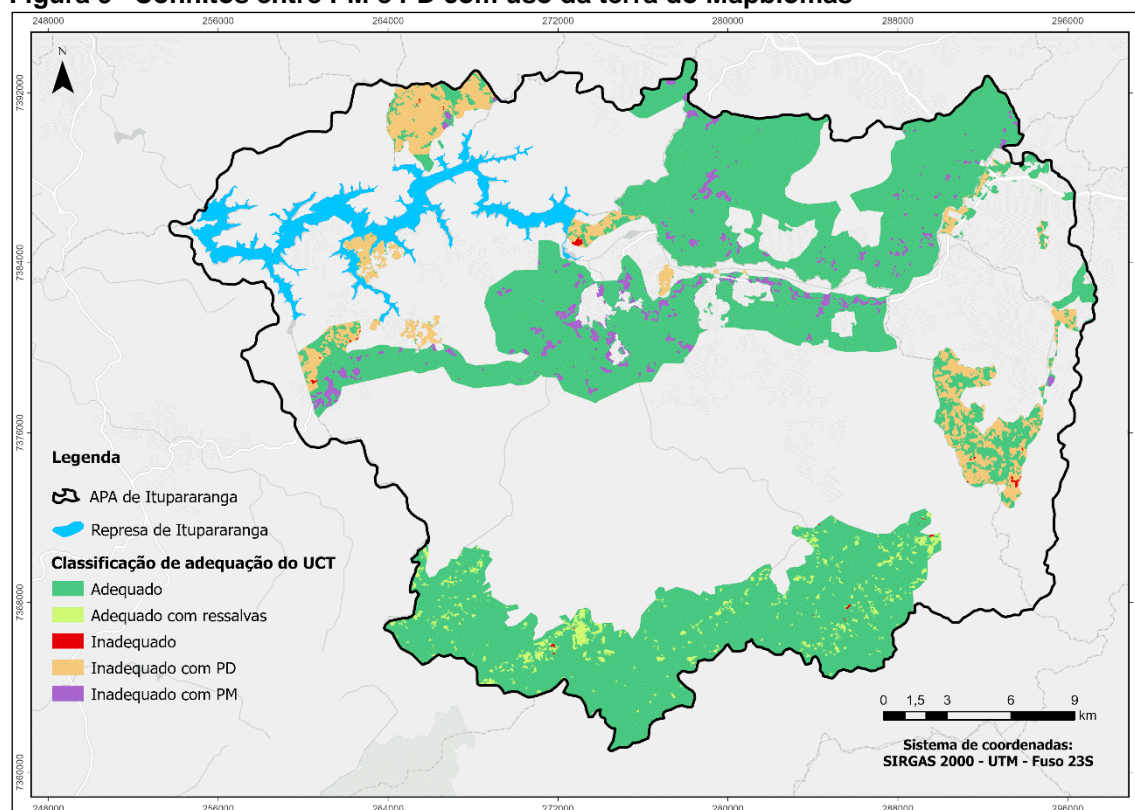 Figura 3 - Conflitos entre PM e PD com uso da terra do Mapbiomas
248000 256000 264000 272000 280000 288000 296000
N
7392000
7384000
7376000
7368000
7360000
Legenda
APA de Itupararanga
Represa de Itupararanga
Classificação de adequação do UCT
Adequado
Adequado com ressalvas
Inadequado
Inadequado com PD
Inadequado com PM
0 1,5 3 6 9
km
Sistema de coordenadas:
SIRGAS 2000 - UTM - Fuso 23S
248000 256000 264000 272000 280000 288000 296000